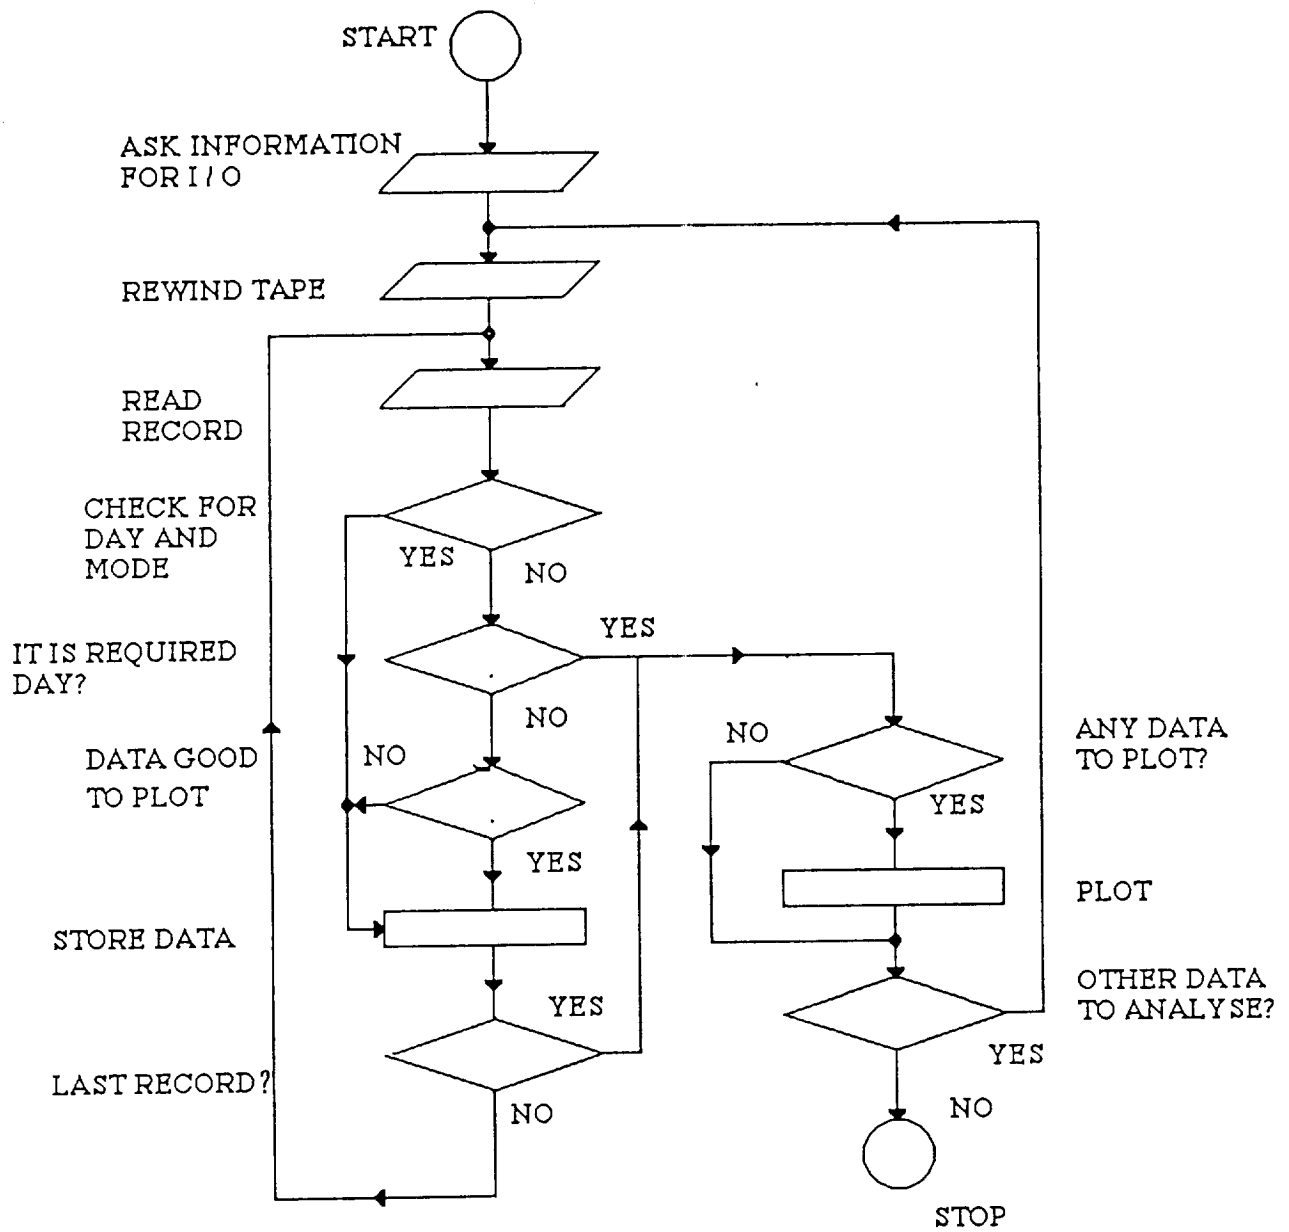 START
ASK INFORMATION
FOR I/O
REWIND TAPE
READ
RECORD
CHECK FOR
DAY AND
MODE
YES
NO
IT IS REQUIRED
DAY?
YES
NO
DATA GOOD
TO PLOT
NO
YES
STORE DATA
YES
LAST RECORD?
NO
ANY DATA
TO PLOT?
NO
YES
PLOT
OTHER DATA
TO ANALYSE?
YES
NO
STOP